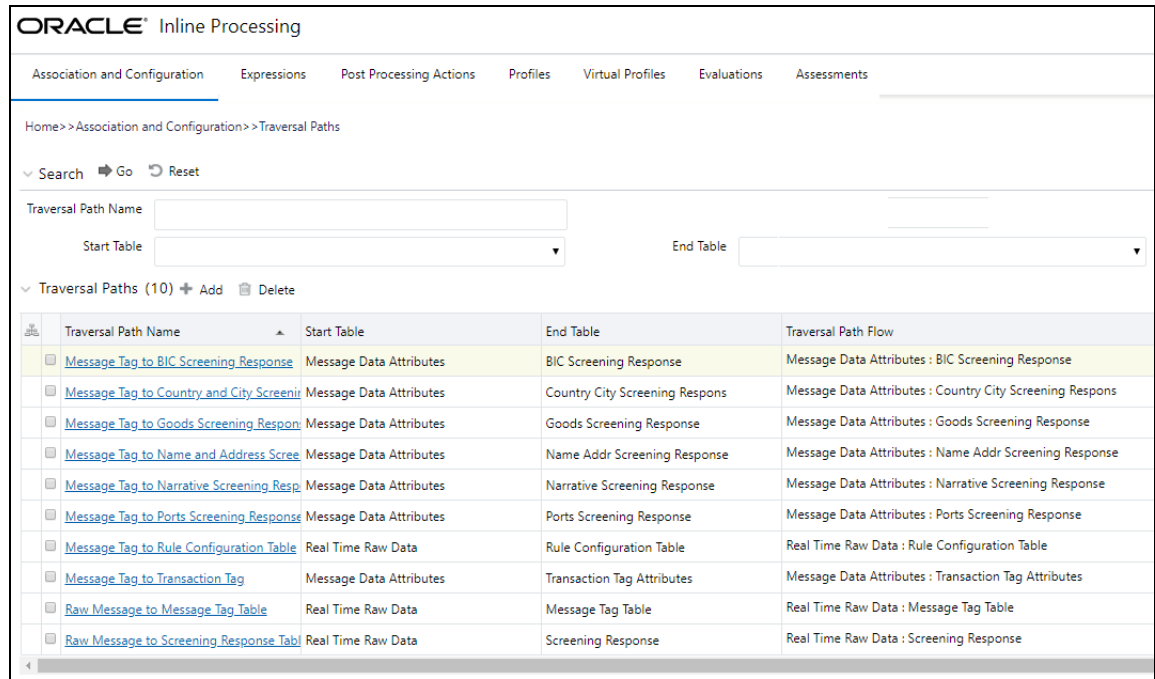 ORACLE® Inline Processing
Association and Configuration Expressions Post Processing Actions Profiles Virtual Profiles Evaluations Assessments
Home>>Association and Configuration>>Traversal Paths
Search Go Reset
Traversal Path Name
Start Table End Table
Traversal Paths (10) Add Delete
Traversal Path Name Start Table End Table Traversal Path Flow
Message Tag to BIC Screening Response Message Data Attributes BIC Screening Response Message Data Attributes : BIC Screening Response
Message Tag to Country and City Screenin Message Data Attributes Country City Screening Respons Message Data Attributes : Country City Screening Respons
Message Tag to Goods Screening Respon Message Data Attributes Goods Screening Response Message Data Attributes : Goods Screening Response
Message Tag to Name and Address Scree Message Data Attributes Name Addr Screening Response Message Data Attributes : Name Addr Screening Response
Message Tag to Narrative Screening Resp Message Data Attributes Narrative Screening Response Message Data Attributes : Narrative Screening Response
Message Tag to Ports Screening Response Message Data Attributes Ports Screening Response Message Data Attributes : Ports Screening Response
Message Tag to Rule Configuration Table Real Time Raw Data Rule Configuration Table Real Time Raw Data : Rule Configuration Table
Message Tag to Transaction Tag Message Data Attributes Transaction Tag Attributes Message Data Attributes : Transaction Tag Attributes
Raw Message to Message Tag Table Real Time Raw Data Message Tag Table Real Time Raw Data : Message Tag Table
Raw Message to Screening Response Tabl Real Time Raw Data Screening Response Real Time Raw Data : Screening Response